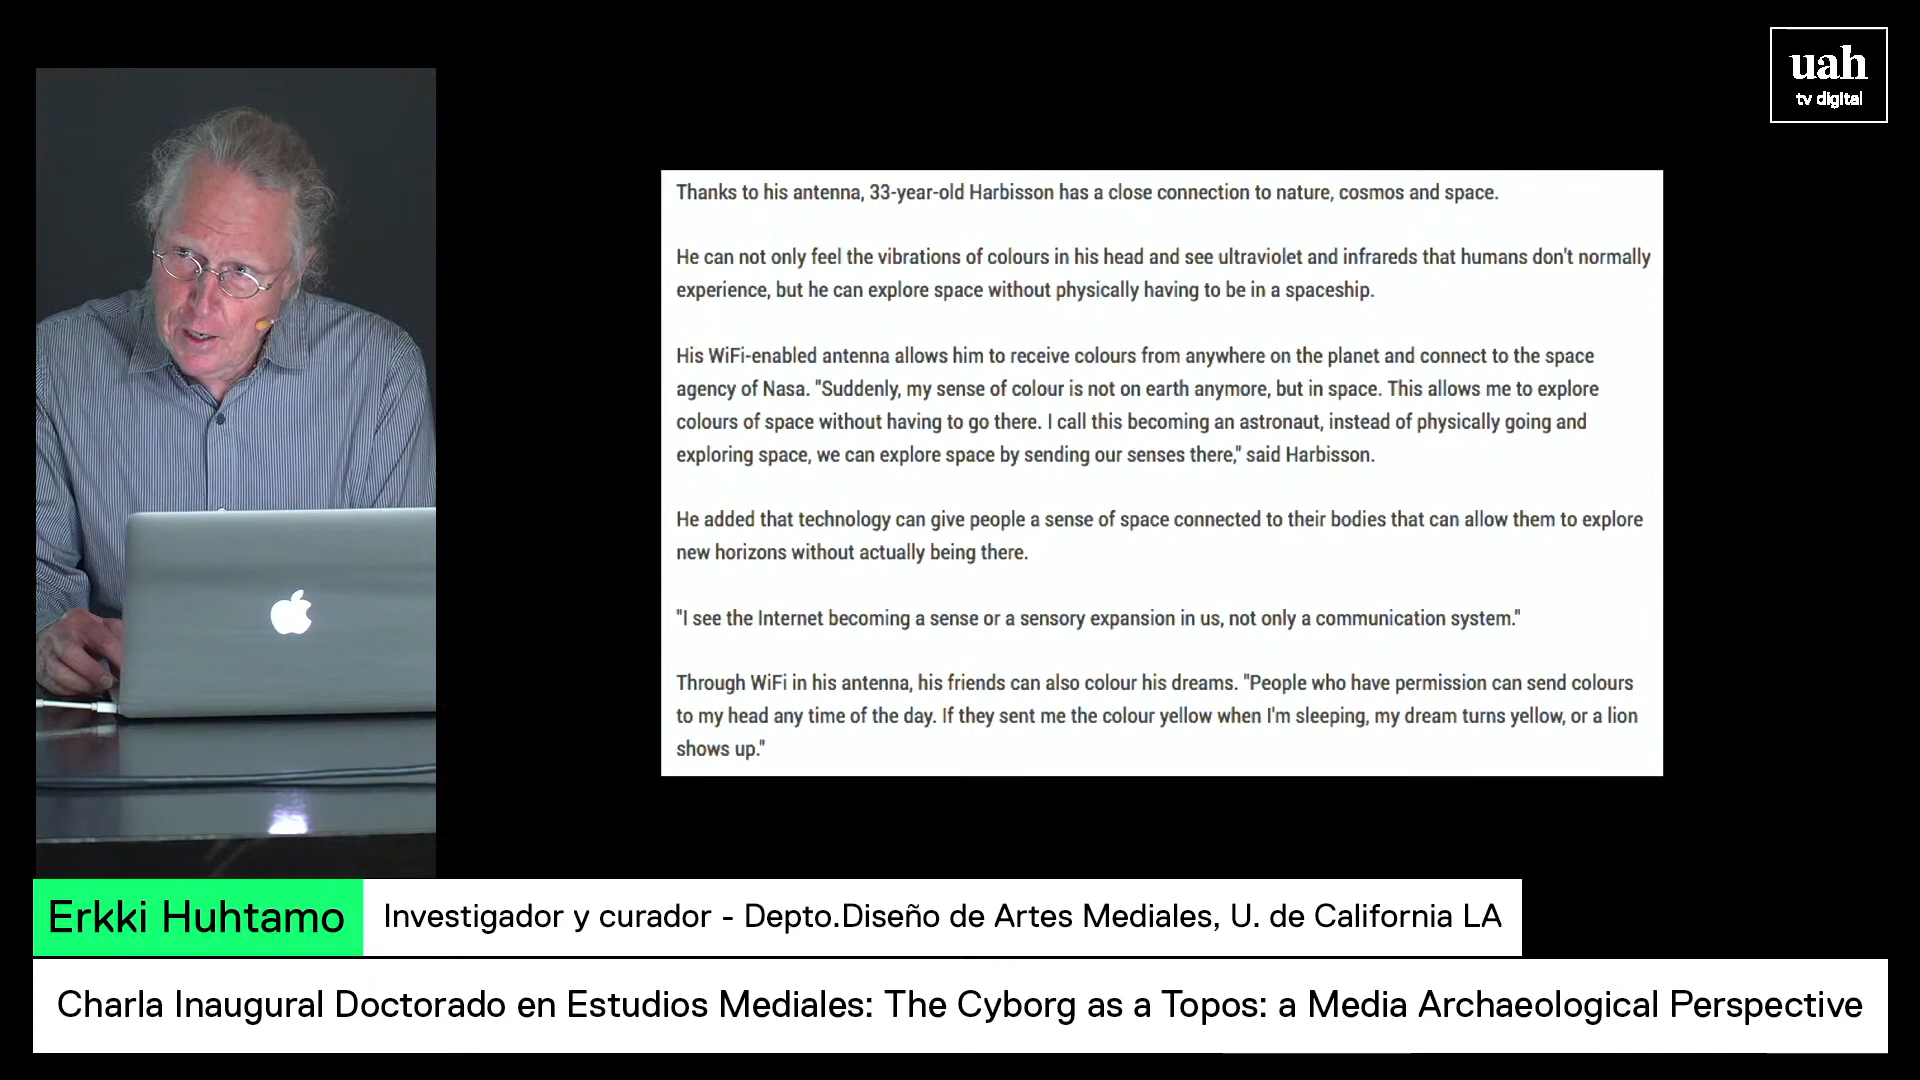 uah
tv digital
Thanks to his antenna, 33-year-old Harbisson has a close connection to nature, cosmos and space.
He can not only feel the vibrations of colours in his head and see ultraviolet and infrareds that humans don't normally
experience, but he can explore space without physically having to be in a spaceship.
His WiFi-enabled antenna allows him to receive colours from anywhere on the planet and connect to the space
agency of Nasa. "Suddenly, my sense of colour is not on earth anymore, but in space. This allows me to explore
colours of space without having to go there. I call this becoming an astronaut, instead of physically going and
exploring space, we can explore space by sending our senses there," said Harbisson.
He added that technology can give people a sense of space connected to their bodies that can allow them to explore
new horizons without actually being there.
"I see the Internet becoming a sense or a sensory expansion in us, not only a communication system."
Through WiFi in his antenna, his friends can also colour his dreams. "People who have permission can send colours
to my head any time of the day. If they sent me the colour yellow when I'm sleeping, my dream turns yellow, or a lion
shows up."
Erkki Huhtamo
Investigador y curador - Depto.Diseño de Artes Mediales, U. de California LA
Charla Inaugural Doctorado en Estudios Mediales: The Cyborg as a Topos: a Media Archaeological Perspective